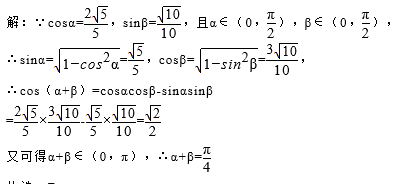 解：∵cosα=2√5/5，sinβ=√10/10，且α∈（0，π/2），β∈（0，π/2），
∴sinα=√(1-cos²α)=√5/5，cosβ=√(1-sin²β)=3√10/10，
∴cos（α+β）=cosαcosβ-sinαsinβ
=2√5/5×3√10/10-√5/5×√10/10=√2/2
又可得α+β∈（0，π），∴α+β=π/4